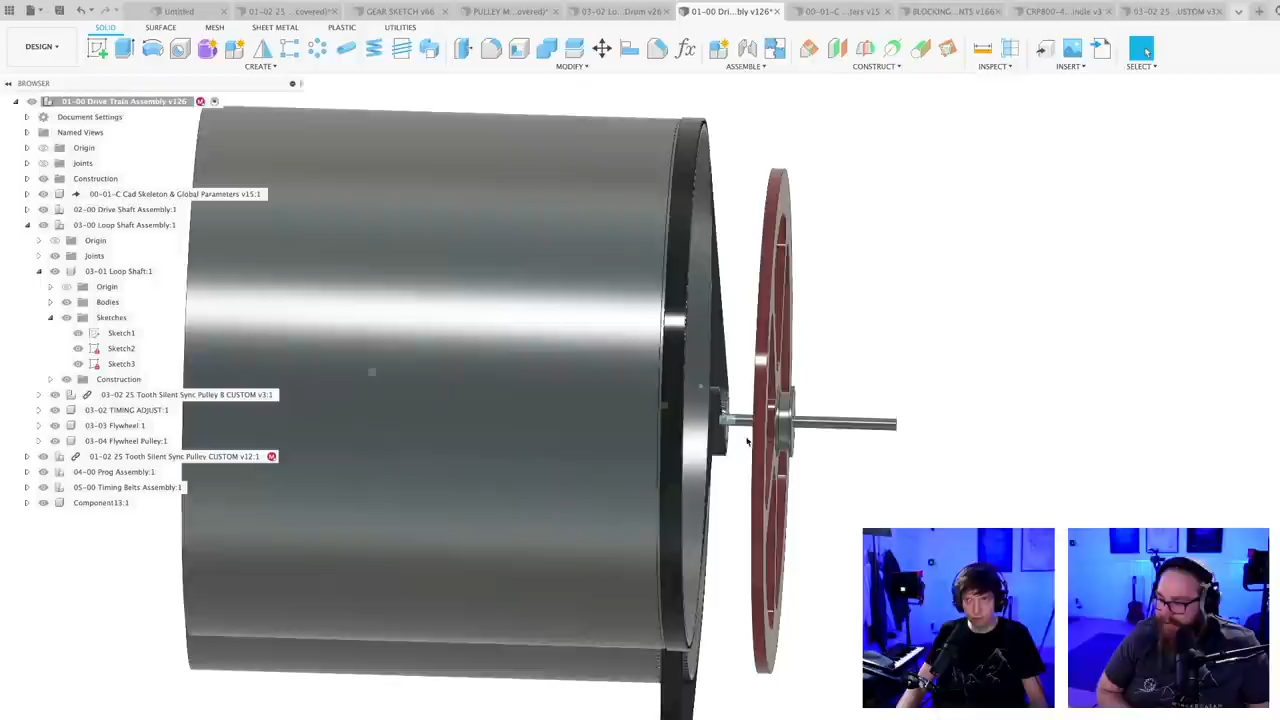 Untitled
01-02 25 ...covered)*
GEAR SKETCH v66
PULLEY M...overed)*
03-02 Lo...Drum v26
01-00 Dri...bly v126*
00-01-C ...ters v15
BLOCKING...NTS v166
CRP800-4...indle v3
03-02 25 ...USTOM v3
SOLID
SURFACE
MESH
SHEET METAL
PLASTIC
UTILITIES
DESIGN
CREATE
MODIFY
ASSEMBLE
CONSTRUCT
INSPECT
INSERT
SELECT
BROWSER
01-00 Drive Train Assembly v126
Document Settings
Named Views
Origin
Joints
Construction
00-01-C Cad Skeleton & Global Parameters v15:1
02-00 Drive Shaft Assembly:1
03-00 Loop Shaft Assembly:1
Origin
Joints
03-01 Loop Shaft:1
Origin
Bodies
Sketches
Sketch1
Sketch2
Sketch3
Construction
03-02 25 Tooth Silent Sync Pulley B CUSTOM v3:1
03-02 TIMING ADJUST:1
03-03 Flywheel:1
03-04 Flywheel Pulley:1
01-02 25 Tooth Silent Sync Pulley CUSTOM v12:1
04-00 Prog Assembly:1
05-00 Timing Belts Assembly:1
Component13:1